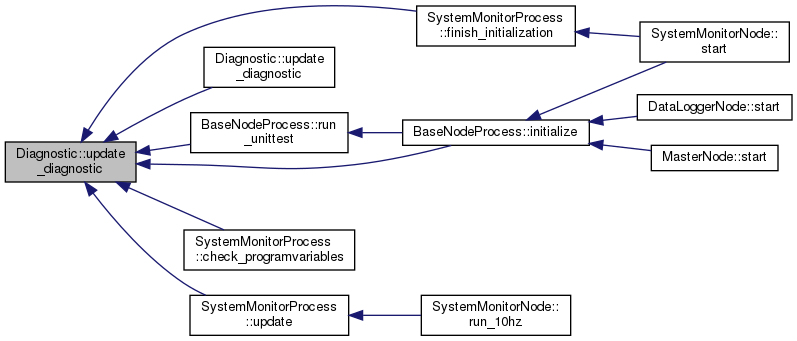 SystemMonitorProcess
::finish_initialization
SystemMonitorNode::
start
Diagnostic::update
_diagnostic
DataLoggerNode::start
BaseNodeProcess::run
_unittest
BaseNodeProcess::initialize
MasterNode::start
Diagnostic::update
_diagnostic
SystemMonitorProcess
::check_programvariables
SystemMonitorProcess
::update
SystemMonitorNode::
run_10hz